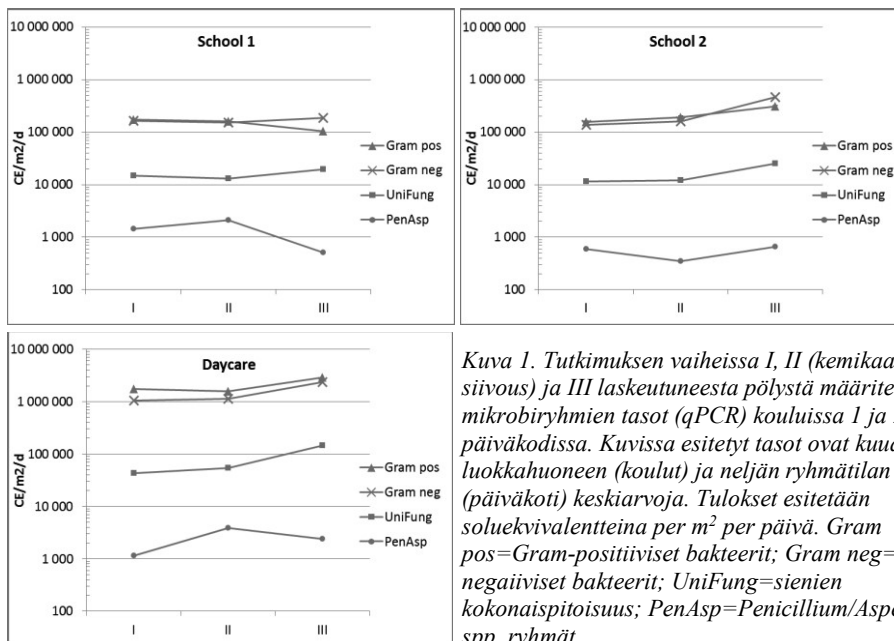 School 1
10 000 000
1 000 000
100 000
10 000
1 000
100
CE/m2/d
I II III
Gram pos
Gram neg
UniFung
PenAsp
School 2
10 000 000
1 000 000
100 000
10 000
1 000
100
CE/m2/d
I II III
Gram pos
Gram neg
UniFung
PenAsp
Daycare
10 000 000
1 000 000
100 000
10 000
1 000
100
CE/m2/d
I II III
Gram pos
Gram neg
UniFung
PenAsp
Kuva 1. Tutkimuksen vaiheissa I, II (kemikaa
siivous) ja III laskeutuneesta pölystä määrite
mikrobiryhmien tasot (qPCR) kouluissa 1 ja
päiväkodissa. Kuvissa esitetyt tasot ovat
luokkahuoneen (koulut) ja neljän ryhmätilan
(päiväkoti) keskiarvoja. Tulokset esitetään
soluekvivalentteina per m² per päivä. Gram
pos=Gram-positiiviset bakteerit; Gram neg=
negaiiviset bakteerit; UniFung=sienien
kokonaispitoisuus; PenAsp=Penicillium/Aspe
spp. ryhmät